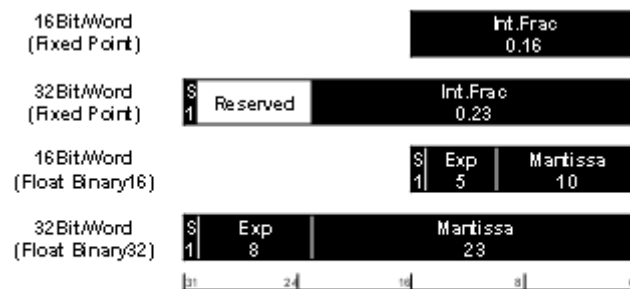 16Bit/Word
(Fixed Point)
Int.Frac
0.16
32Bit/Word
(Fixed Point)
S
1
Reserved
Int.Frac
0.23
16Bit/Word
(Float Binary16)
S
1
Exp
5
Mantissa
10
32Bit/Word
(Float Binary32)
S
1
Exp
8
Mantissa
23
31 24 16 8